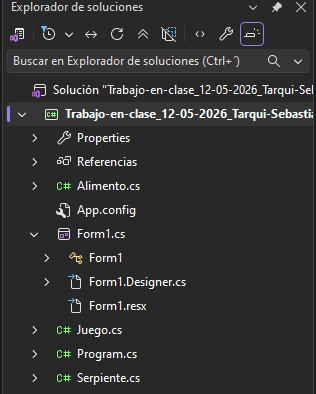 Explorador de soluciones
Buscar en Explorador de soluciones (Ctrl+´)
Solución "Trabajo-en-clase_12-05-2026_Tarqui-Se
Trabajo-en-clase_12-05-2026_Tarqui-Sebastia
Properties
Referencias
C# Alimento.cs
App.config
Form1.cs
Form1
Form1.Designer.cs
Form1.resx
C# Juego.cs
C# Program.cs
C# Serpiente.cs